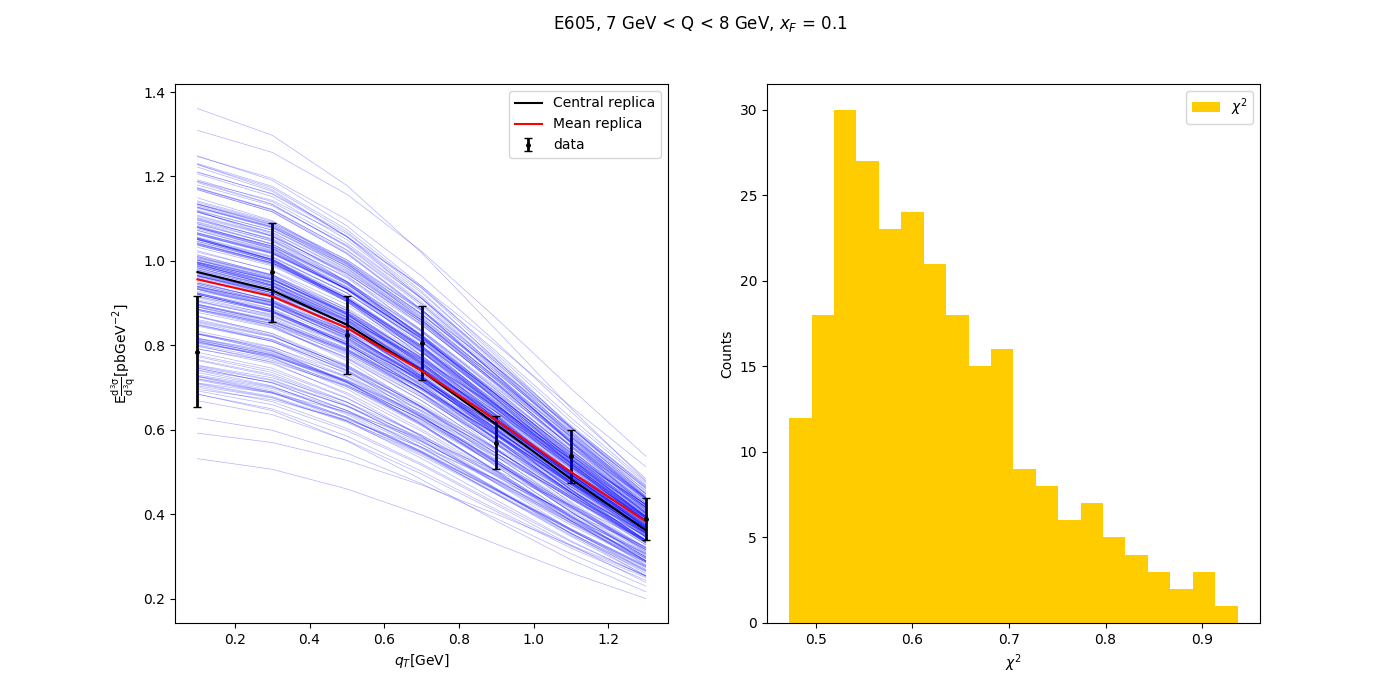 E605, 7 GeV < Q < 8 GeV, x_F = 0.1
1.4
1.2
1.0
0.8
0.6
0.4
0.2
E d³σ/d³q [pbGeV⁻²]
Central replica
Mean replica
data
0.2 0.4 0.6 0.8 1.0 1.2
q_T[GeV]
30
25
20
15
10
5
0
Counts
χ²
0.5 0.6 0.7 0.8 0.9
χ²